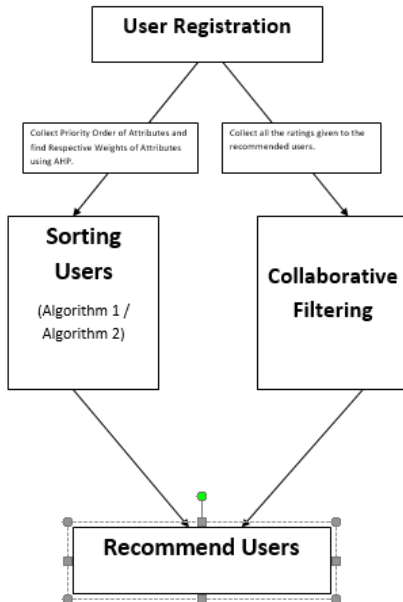 User Registration
Collect Priority Order of Attributes and
find Respective Weights of Attributes
using AHP.
Collect all the ratings given to the
recommended users.
Sorting
Users
(Algorithm 1 /
Algorithm 2)
Collaborative
Filtering
Recommend Users